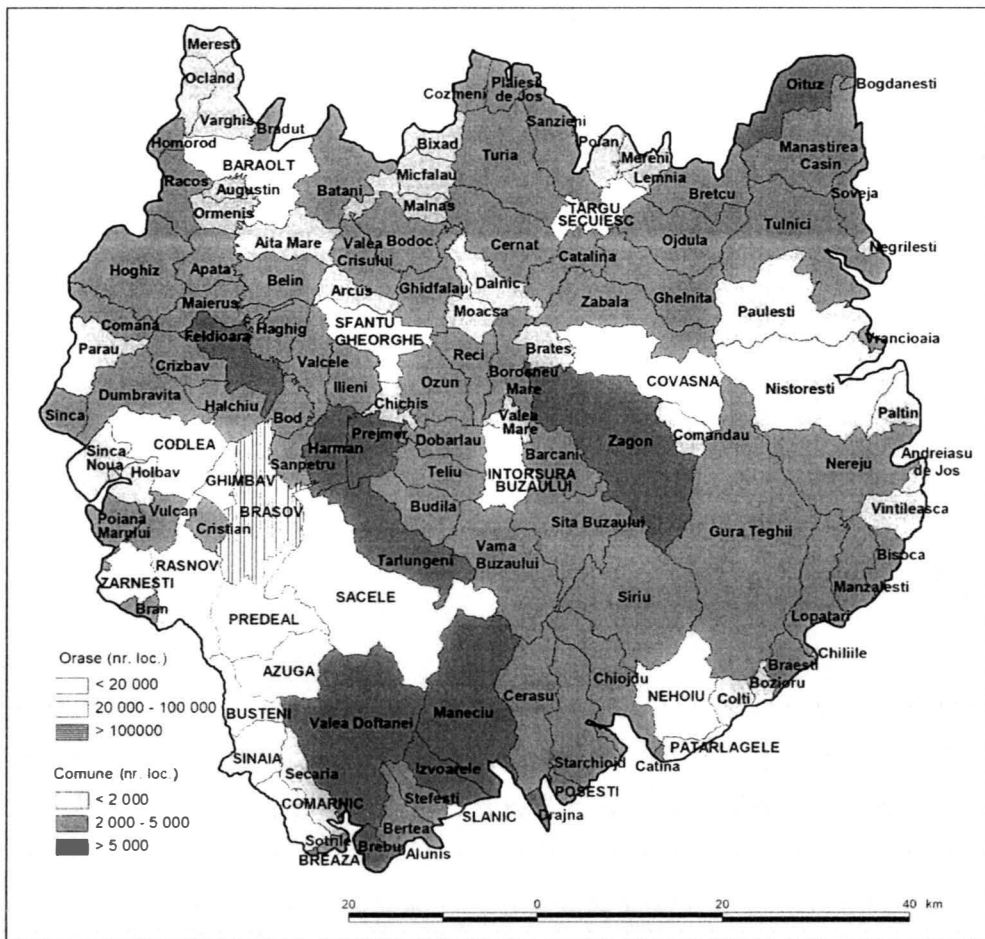 Meresti
Ocland
Varghis
Bradut
Homorod
BARAOLT
Racos
Augustin
Ormenis
Batani
Aita Mare
Cozmeni
Plaiesii
de Jos
Sanzieni
Bixad
Micfalau
Malnas
Turia
Poian
Mereni
Lemnia
TARGU
SECUIESC
Bretcu
Oituz
Bogdanesti
Manastirea
Casin
Soveja
Tulnici
Negrilesti
Hoghiz
Apata
Maierus
Belin
Valea
Crisului
Bodoc
Ghidfalau
Arcus
Cernat
Dalnic
Moacsa
Catalina
Ojdula
Zabala
Ghelnita
Paulesti
Vrancioaia
Comana
Parau
Feldioara
Haghig
Crizbav
Valcele
SFANTU
GHEORGHE
Ilieni
Reci
Ozun
Chichis
Borosneu
Mare
Brates
COVASNA
Nistoresti
Paltin
Dumbravita
Halchiu
Sinca
Bod
Valea
Mare
Zagon
Comandau
Nereju
Andreiasu
de Jos
CODLEA
Sinca
Noua
Holbav
GHIMBAV
Sanpetru
Harman
Prejmer
Dobarlau
Teliu
Barcani
INTORSURA
BUZAULUI
Vintileasca
Poiana
Marului
Vulcan
Cristian
BRASOV
Budila
Sita Buzaului
Gura Teghii
Bisoca
Manzalesti
Lopatari
ZARNESTI
RASNOV
Bran
Tarlungeni
Vama
Buzaului
Siriu
SACELE
PREDEAL
Chiliile
Braesti
Bozioru
Colti
AZUGA
BUSTENI
Valea Doftanei
Maneciu
Cerasu
Chiojdu
NEHOIU
PATARLAGELE
Catina
SINAIA
Secaria
COMARNIC
Izvoarele
Stefesti
Starchiojd
POSESTI
SLANIC
Drajna
Sotrile
BREAZA
Brebu
Bertea
Alunis
Orase (nr. loc.)
< 20 000
20 000 - 100 000
> 100000
Comune (nr. loc.)
< 2 000
2 000 - 5 000
> 5 000
20 0 20 40 km